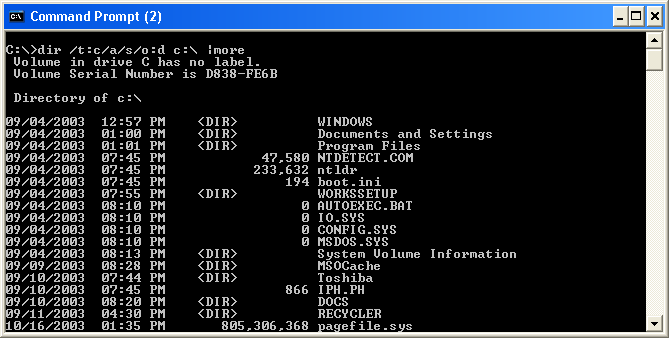 Command Prompt (2)
C:\>dir /t:c/a/s/o:d c:\ |more
 Volume in drive C has no label.
 Volume Serial Number is D838-FE6B

 Directory of c:\

09/04/2003  12:57 PM    <DIR>          WINDOWS
09/04/2003  01:00 PM    <DIR>          Documents and Settings
09/04/2003  01:01 PM    <DIR>          Program Files
09/04/2003  07:45 PM            47,580 NTDETECT.COM
09/04/2003  07:45 PM           233,632 ntldr
09/04/2003  07:45 PM               194 boot.ini
09/04/2003  07:55 PM    <DIR>          WORKSSETUP
09/04/2003  08:10 PM                 0 AUTOEXEC.BAT
09/04/2003  08:10 PM                 0 IO.SYS
09/04/2003  08:10 PM                 0 CONFIG.SYS
09/04/2003  08:10 PM                 0 MSDOS.SYS
09/04/2003  08:13 PM    <DIR>          System Volume Information
09/09/2003  08:28 PM    <DIR>          MSOCache
09/10/2003  07:44 PM    <DIR>          Toshiba
09/10/2003  07:45 PM               866 IPH.PH
09/10/2003  08:20 PM    <DIR>          DOCS
09/11/2003  04:30 PM    <DIR>          RECYCLER
10/16/2003  01:35 PM       805,306,368 pagefile.sys